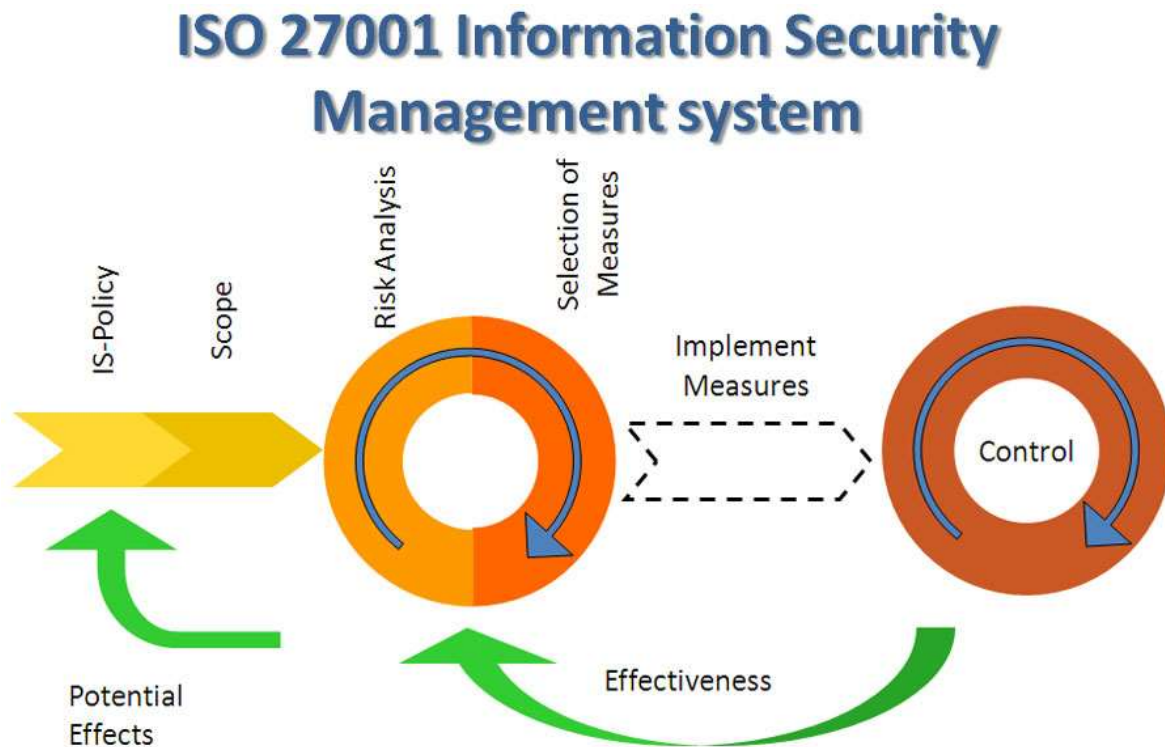 ISO 27001 Information Security
Management system
IS-Policy
Scope
Risk Analysis
Selection of
Measures
Implement
Measures
Control
Effectiveness
Potential
Effects